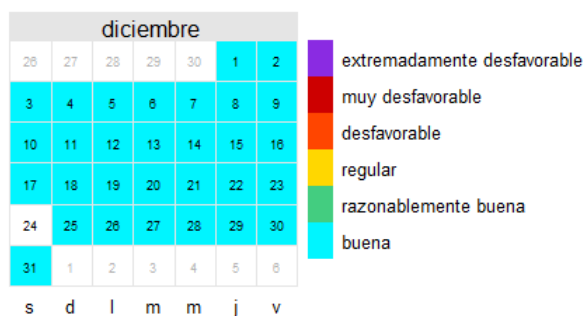 diciembre
26 27 28 29 30 1 2
3 4 5 6 7 8 9
10 11 12 13 14 15 16
17 18 19 20 21 22 23
24 25 26 27 28 29 30
31 1 2 3 4 5 6
s d l m m j v
extremadamente desfavorable
muy desfavorable
desfavorable
regular
razonablemente buena
buena